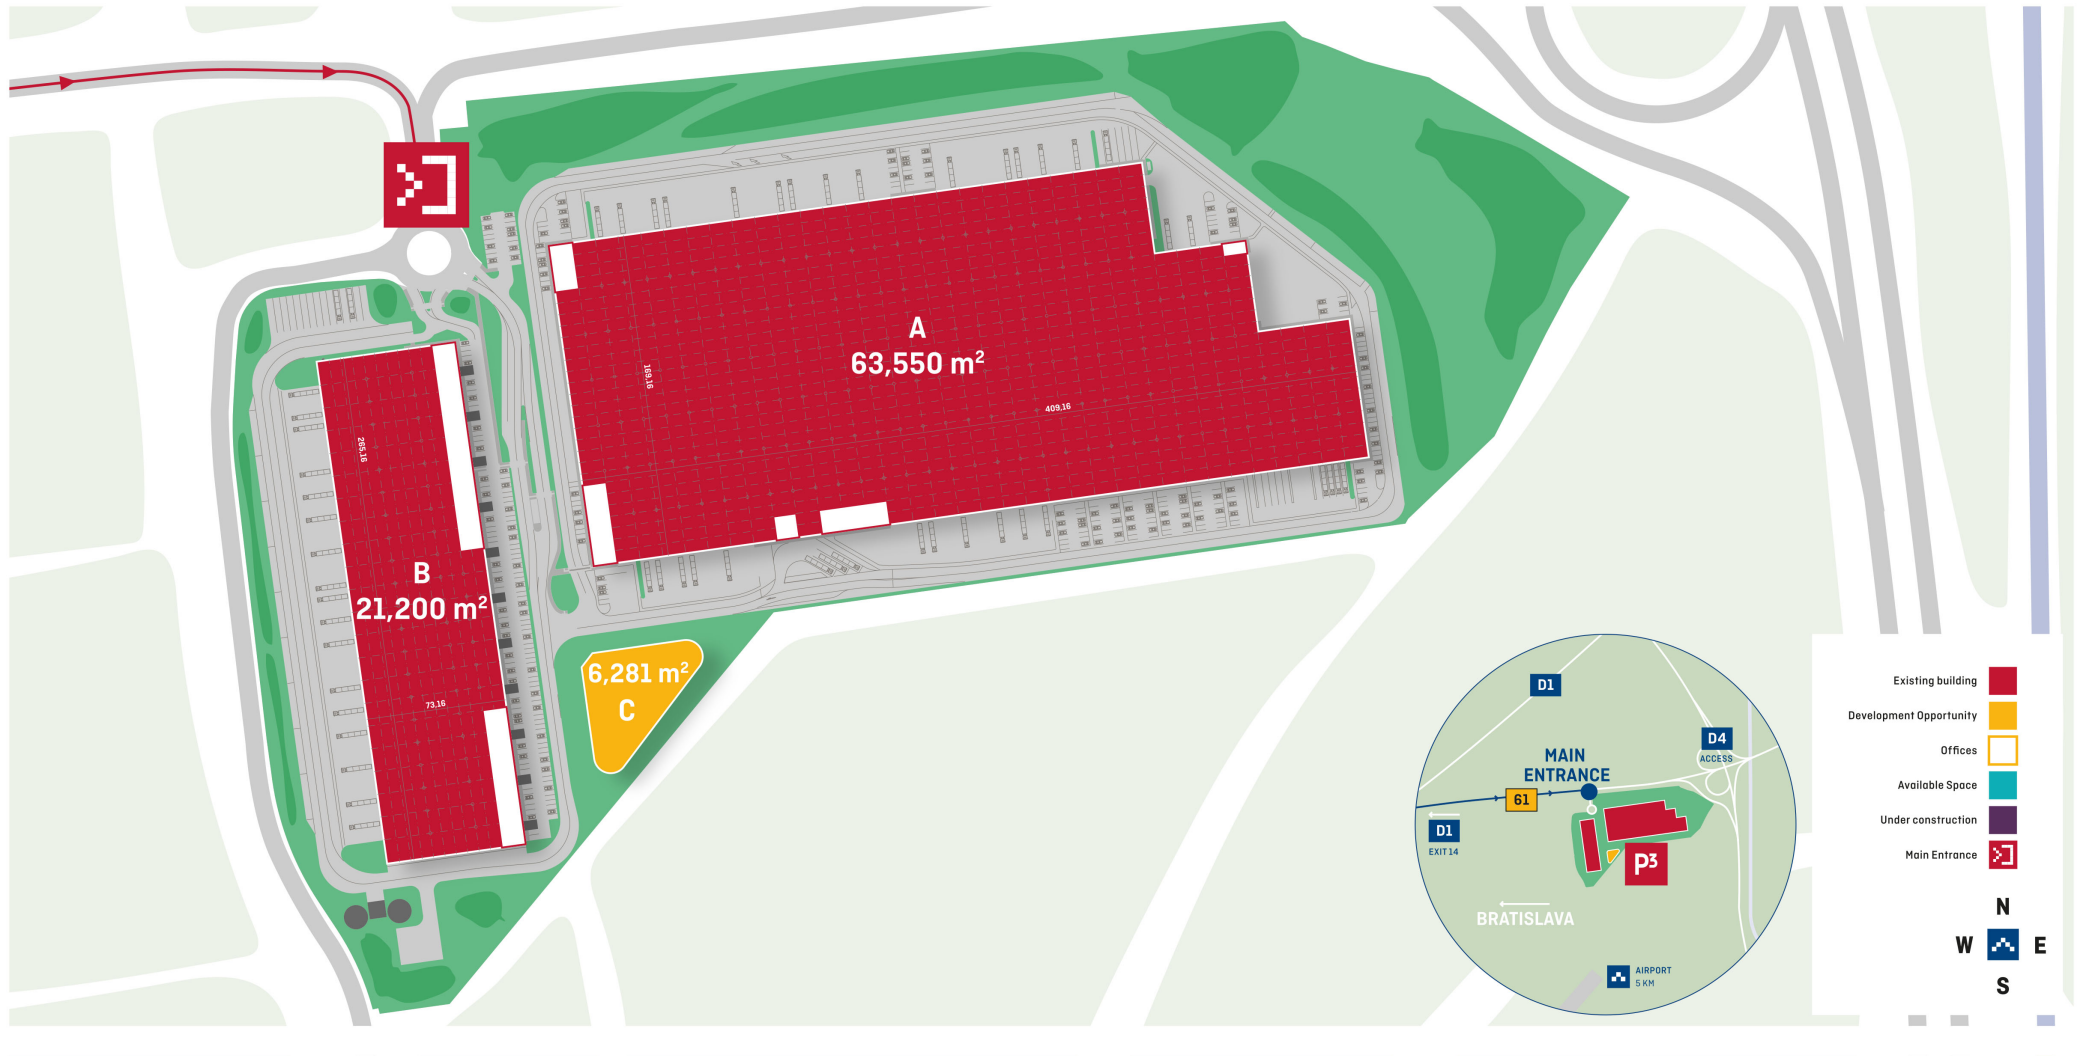 A
63,550 m²
169,16
409,16
265,16
B
21,200 m²
73,16
6,281 m²
C
D1
D4
ACCESS
MAIN
ENTRANCE
61
D1
EXIT 14
P3
BRATISLAVA
AIRPORT
5 KM
Existing building
Development Opportunity
Offices
Available Space
Under construction
Main Entrance
N
W E
S